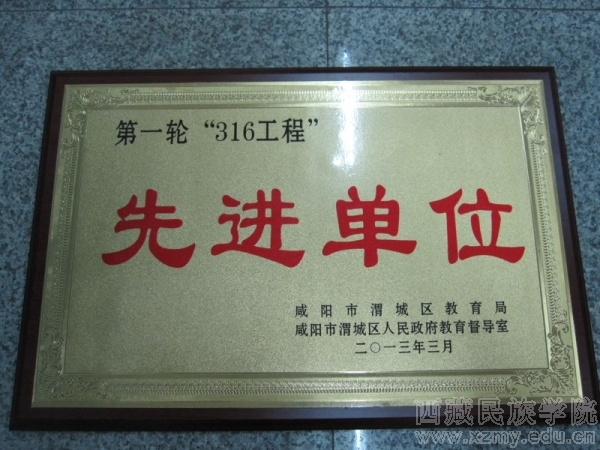 第一轮“316工程”
先进单位
咸阳市渭城区教育局
咸阳市渭城区人民政府教育督导室
二〇一三年三月
西藏民族学院
www.xzmy.edu.cn